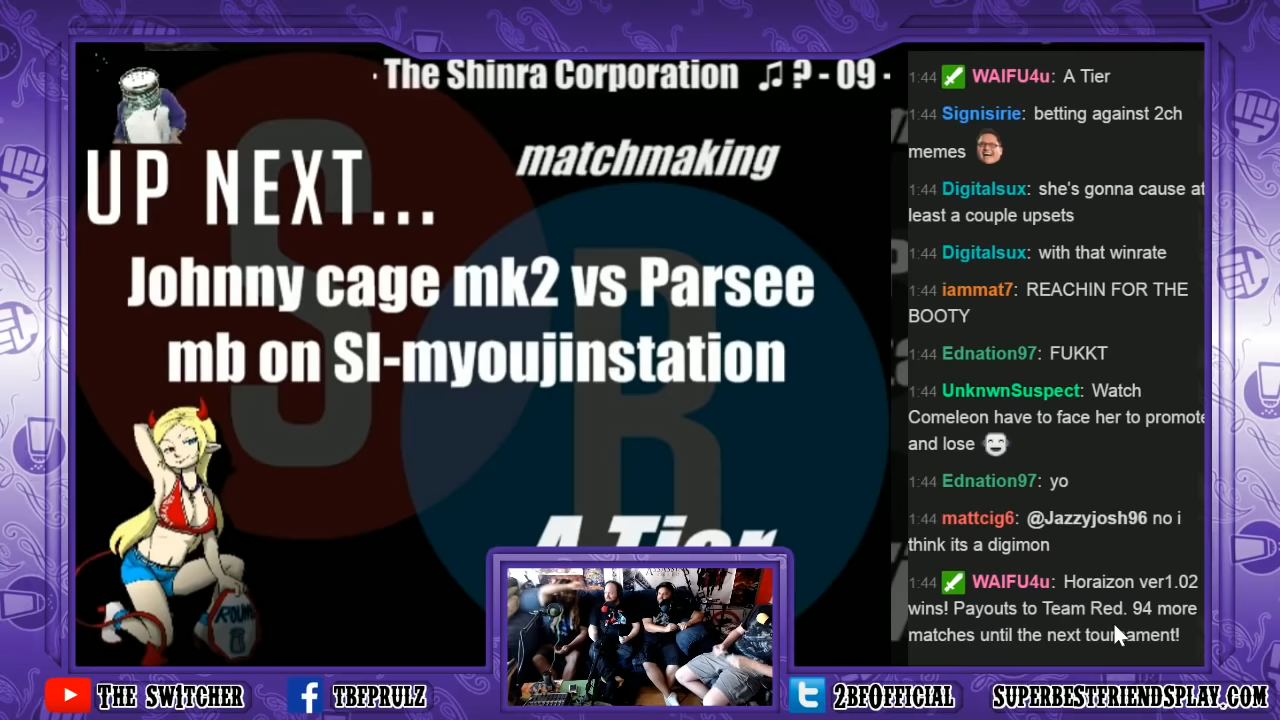 · The Shinra Corporation ♫ ? - 09 ·
matchmaking
UP NEXT...
Johnny cage mk2 vs Parsee
mb on SI-myoujinstation
A Tier
1:44 WAIFU4u: A Tier
1:44 Signisirie: betting against 2ch
memes
1:44 Digitalsux: she's gonna cause at
least a couple upsets
1:44 Digitalsux: with that winrate
1:44 iammat7: REACHIN FOR THE
BOOTY
1:44 Ednation97: FUKKT
1:44 UnknwnSuspect: Watch
Comeleon have to face her to promote
and lose
1:44 Ednation97: yo
1:44 mattcig6: @Jazzyjosh96 no i
think its a digimon
1:44 WAIFU4u: Horaizon ver1.02
wins! Payouts to Team Red. 94 more
matches until the next tournament!
The Sw1tcher
TBFPRULZ
2BFOfficial
SuperBestFriendsPlay.com